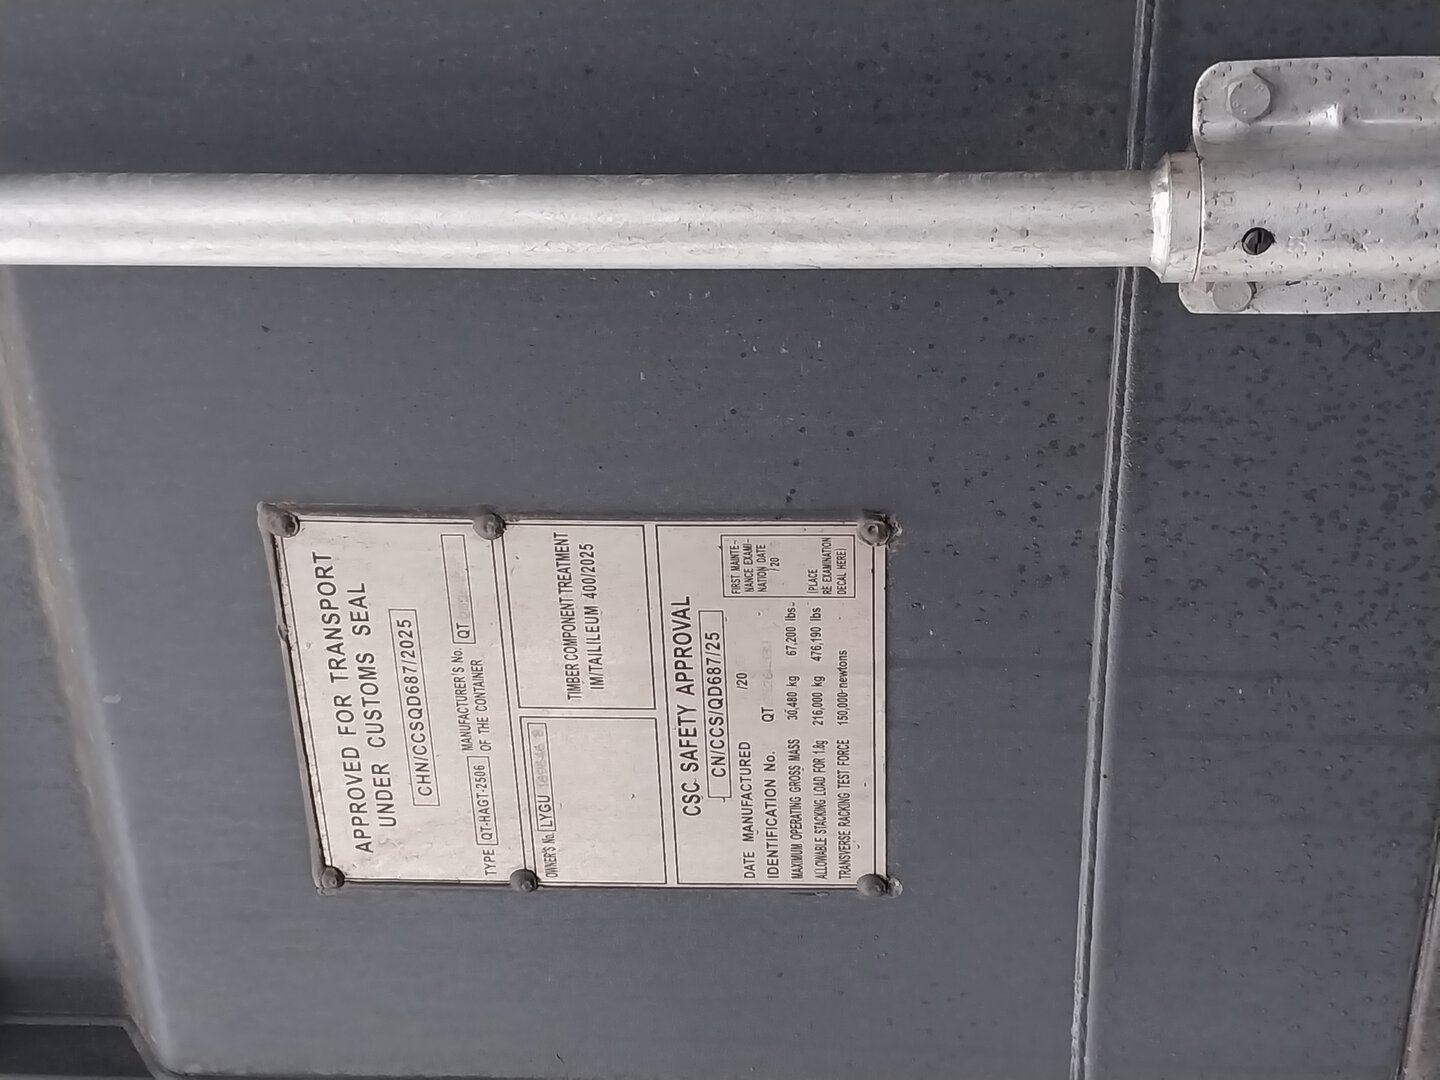 APPROVED FOR TRANSPORT
UNDER CUSTOMS SEAL
CHN/CCSQD687/2025
TYPE QT-HAGT-2506 MANUFACTURER'S No. OF THE CONTAINER QT
OWNER'S No. LYGU
TIMBER COMPONENT TREATMENT
IM/TAILILEUM 400/2025
CSC SAFETY APPROVAL
CN/CCS/QD687/25
DATE MANUFACTURED /20
IDENTIFICATION No. QT
MAXIMUM OPERATING GROSS MASS 30,480 kg 67,200 lbs
ALLOWABLE STACKING LOAD FOR 1.8g 216,000 kg 476,190 lbs
TRANSVERSE RACKING TEST FORCE 150,000 newtons
FIRST MAINTE-
NANCE EXAMI-
NATION DATE
/20
(PLACE
RE EXAMINATION
DECAL HERE)